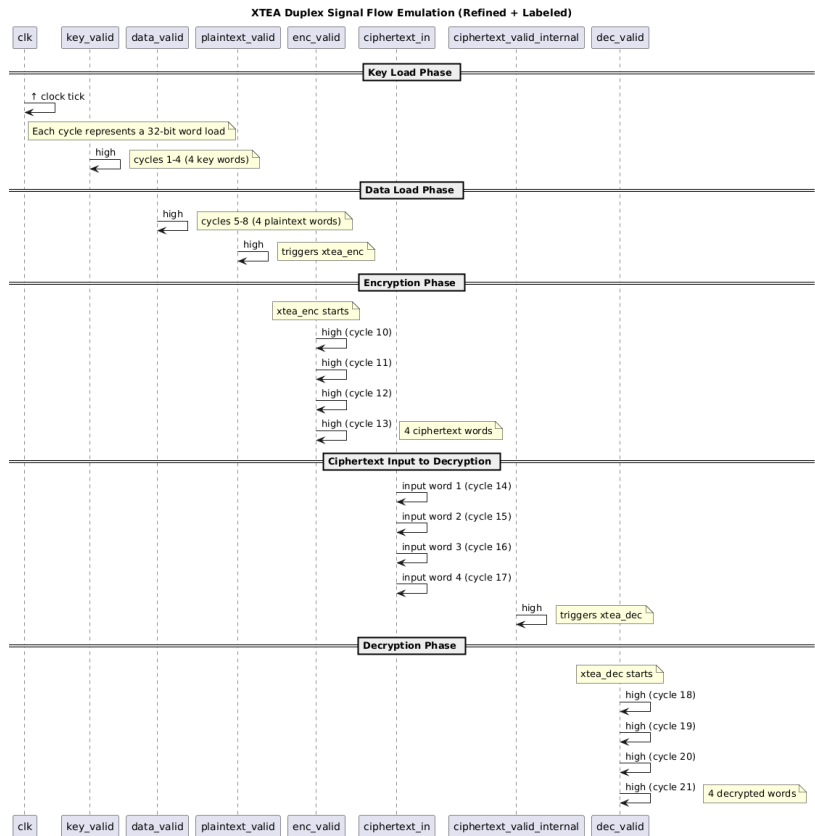 XTEA Duplex Signal Flow Emulation (Refined + Labeled)
clk key_valid data_valid plaintext_valid enc_valid ciphertext_in ciphertext_valid_internal dec_valid
Key Load Phase
↑ clock tick
Each cycle represents a 32-bit word load
high
cycles 1-4 (4 key words)
Data Load Phase
high
cycles 5-8 (4 plaintext words)
high
triggers xtea_enc
Encryption Phase
xtea_enc starts
high (cycle 10)
high (cycle 11)
high (cycle 12)
high (cycle 13)
4 ciphertext words
Ciphertext Input to Decryption
input word 1 (cycle 14)
input word 2 (cycle 15)
input word 3 (cycle 16)
input word 4 (cycle 17)
high
triggers xtea_dec
Decryption Phase
xtea_dec starts
high (cycle 18)
high (cycle 19)
high (cycle 20)
high (cycle 21)
4 decrypted words
clk key_valid data_valid plaintext_valid enc_valid ciphertext_in ciphertext_valid_internal dec_valid